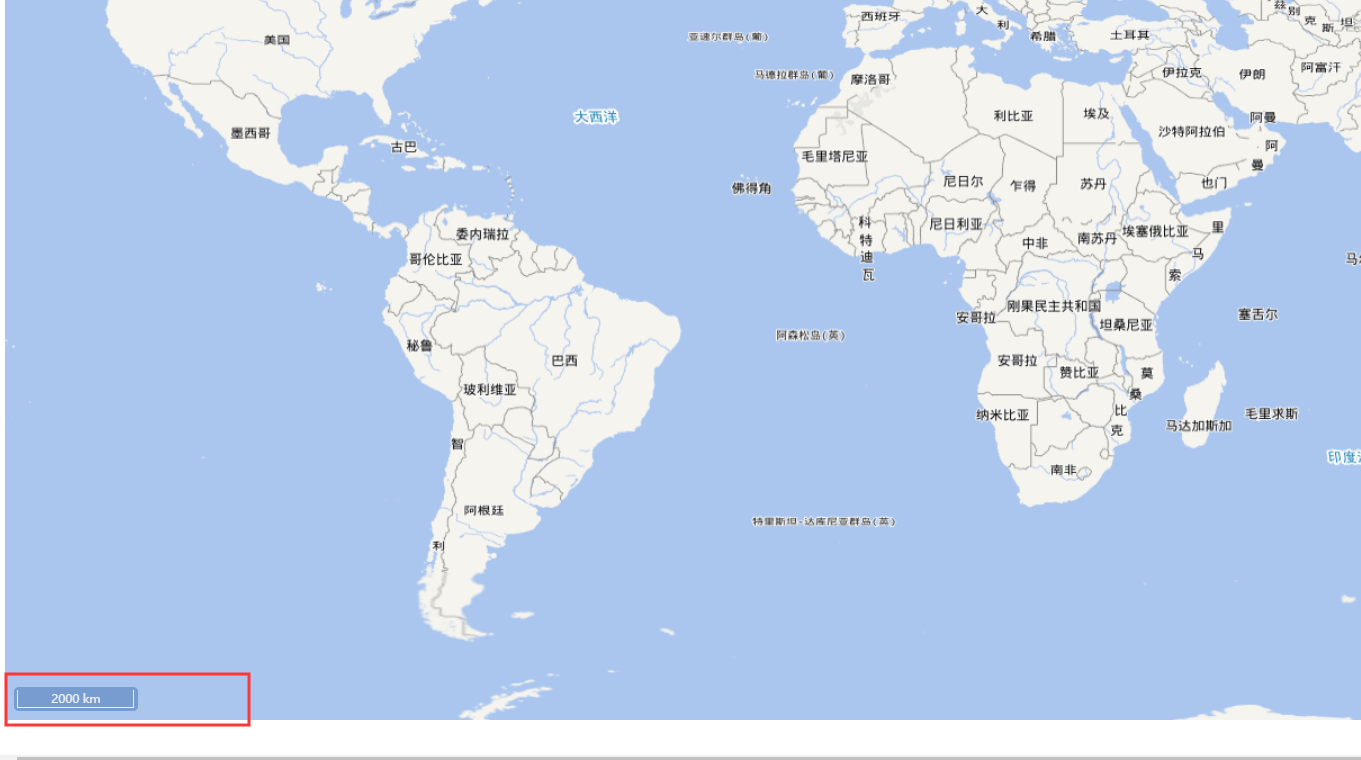 西班牙
大
利
希腊
土耳其
兹别
克
斯
坦
美国
亚速尔群岛(葡)
马德拉群岛(葡)
摩洛哥
伊拉克
伊朗
阿富汗
大西洋
利比亚
埃及
阿曼
沙特阿拉伯
阿
曼
墨西哥
古巴
毛里塔尼亚
佛得角
尼日尔
乍得
苏丹
也门
委内瑞拉
哥伦比亚
科
特
迪
瓦
尼日利亚
中非
南苏丹
埃塞俄比亚
里
马
索
安哥拉
刚果民主共和国
坦桑尼亚
塞舌尔
阿森松岛(英)
秘鲁
巴西
玻利维亚
安哥拉
赞比亚
莫
桑
比
克
纳米比亚
马达加斯加
毛里求斯
智
利
南非
印度
阿根廷
特里斯坦-达库尼亚群岛(英)
2000 km